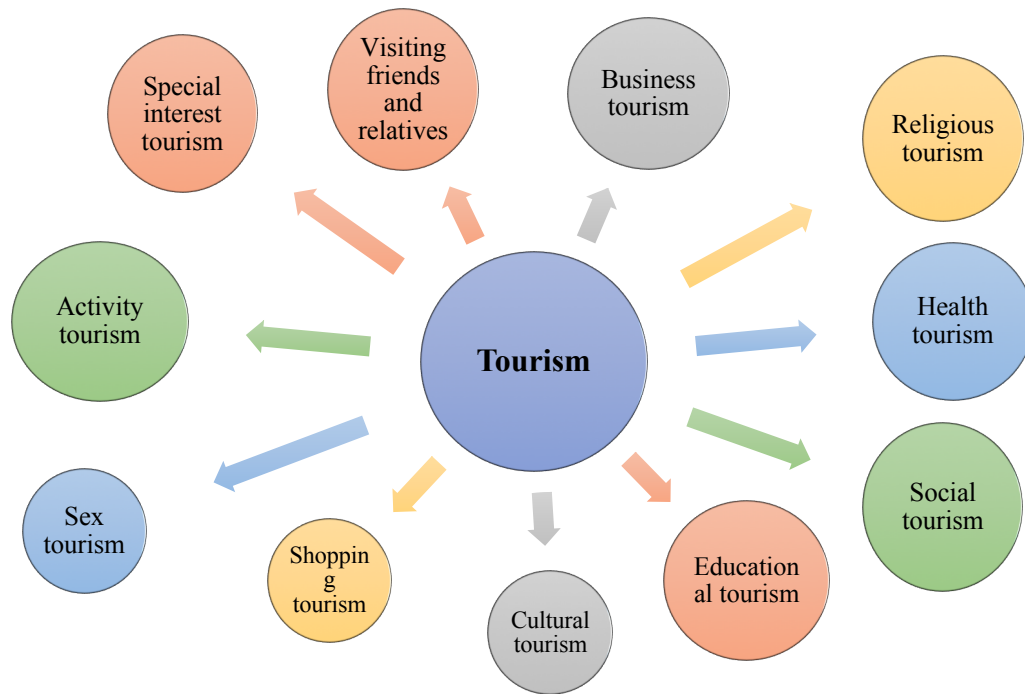 Special
interest
tourism
Visiting
friends
and
relatives
Business
tourism
Religious
tourism
Activity
tourism
Tourism
Health
tourism
Sex
tourism
Shoppin
g
tourism
Cultural
tourism
Education
al tourism
Social
tourism